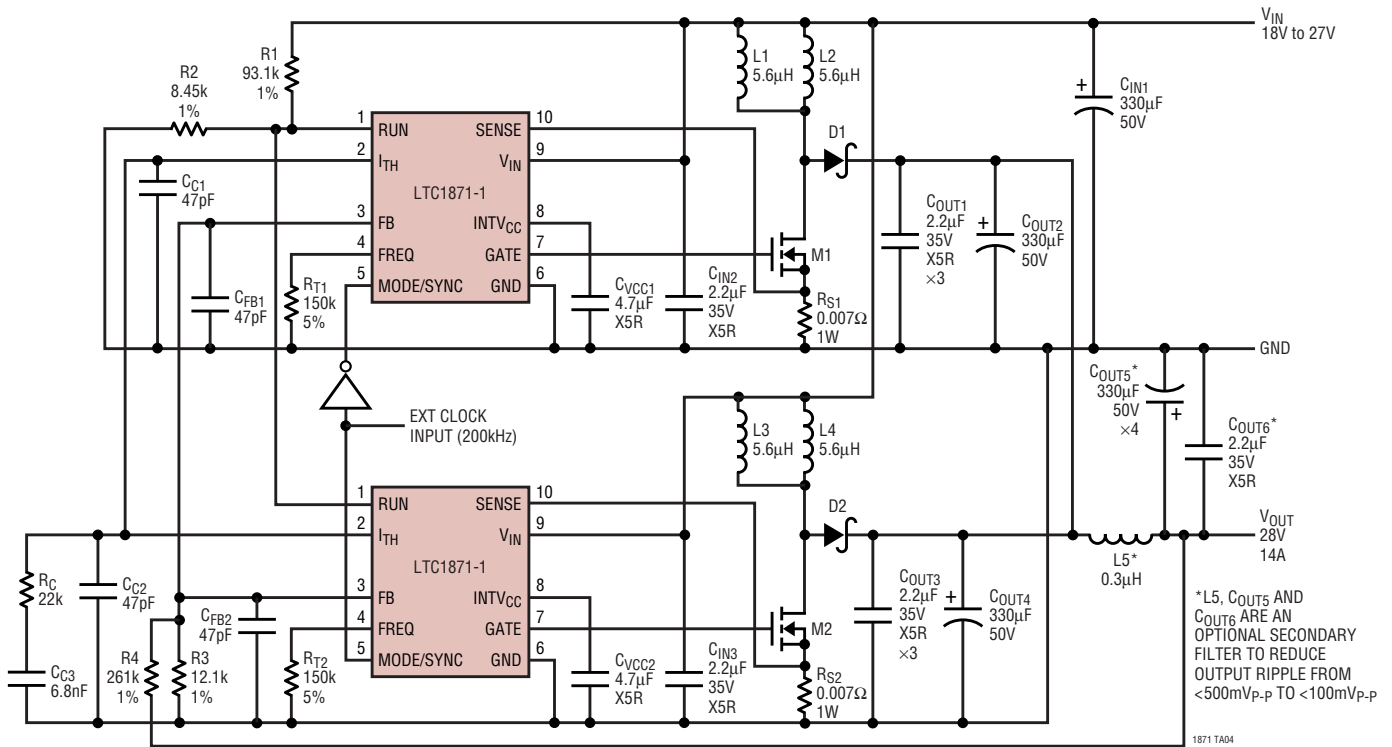 VIN
18V to 27V
R1
93.1k
1%
R2
8.45k
1%
L1
5.6µH
L2
5.6µH
CIN1
+
330µF
50V
1
RUN
SENSE
10
2
ITH
VIN
9
LTC1871-1
3
FB
INTVCC
8
4
FREQ
GATE
7
5
MODE/SYNC
GND
6
CC1
47pF
CFB1
47pF
RT1
150k
5%
CVCC1
4.7µF
X5R
CIN2
2.2µF
35V
X5R
D1
M1
RS1
0.007Ω
1W
COUT1
2.2µF
35V
X5R
×3
+
COUT2
330µF
50V
GND
EXT CLOCK
INPUT (200kHz)
L3
5.6µH
L4
5.6µH
COUT5*
330µF
50V
×4
+
COUT6*
2.2µF
35V
X5R
1
RUN
SENSE
10
2
ITH
VIN
9
LTC1871-1
3
FB
INTVCC
8
4
FREQ
GATE
7
5
MODE/SYNC
GND
6
D2
L5*
0.3µH
VOUT
28V
14A
RC
22k
CC2
47pF
CC3
6.8nF
R4
261k
1%
R3
12.1k
1%
CFB2
47pF
RT2
150k
5%
CVCC2
4.7µF
X5R
CIN3
2.2µF
35V
X5R
M2
RS2
0.007Ω
1W
COUT3
2.2µF
35V
X5R
×3
+
COUT4
330µF
50V
*L5, COUT5 AND
COUT6 ARE AN
OPTIONAL SECONDARY
FILTER TO REDUCE
OUTPUT RIPPLE FROM
<500mVP-P TO <100mVP-P
1871 TA04